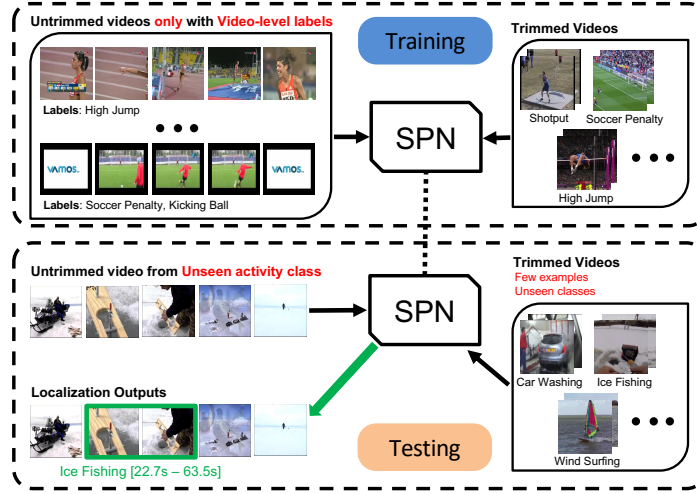 Untrimmed videos only with Video-level labels
Training
Trimmed Videos
Labels: High Jump
SPN
Shotput
Soccer Penalty
High Jump
VAMOS
VAMOS
Labels: Soccer Penalty, Kicking Ball
Untrimmed video from Unseen activity class
SPN
Trimmed Videos
Few examples
Unseen classes
Car Washing
Ice Fishing
Localization Outputs
Wind Surfing
Ice Fishing [22.7s – 63.5s]
Testing